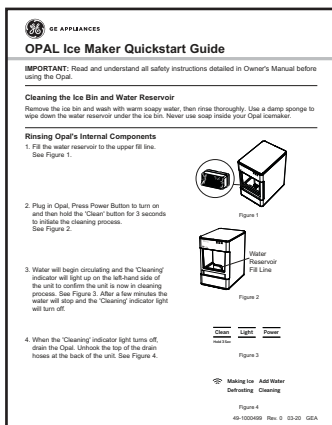 GE APPLIANCES
OPAL Ice Maker Quickstart Guide
IMPORTANT: Read and understand all safety instructions detailed in Owner's Manual before
using the Opal.
Cleaning the Ice Bin and Water Reservoir
Remove the ice bin and wash with warm soapy water, then rinse thoroughly. Use a damp sponge to
wipe down the water reservoir under the ice bin. Never use soap inside your Opal icemaker.
Rinsing Opal's Internal Components
1. Fill the water reservoir to the upper fill line.
See Figure 1.
Figure 1
2. Plug in Opal, Press Power Button to turn on
and then hold the 'Clean' button for 3 seconds
to initiate the cleaning process.
See Figure 2.
Water
Reservoir
Fill Line
Figure 2
3. Water will begin circulating and the 'Cleaning'
indicator will light up on the left-hand side of
the unit to confirm the unit is now in cleaning
process. See Figure 3. After a few minutes the
water will stop and the 'Cleaning' indicator light
will turn off.
Clean Light Power
Hold 3 Sec
Figure 3
4. When the 'Cleaning' indicator light turns off,
drain the Opal. Unhook the top of the drain
hoses at the back of the unit. See Figure 4.
Making Ice Add Water
Defrosting Cleaning
Figure 4
49-1000499 Rev. 0 03-20 GEA